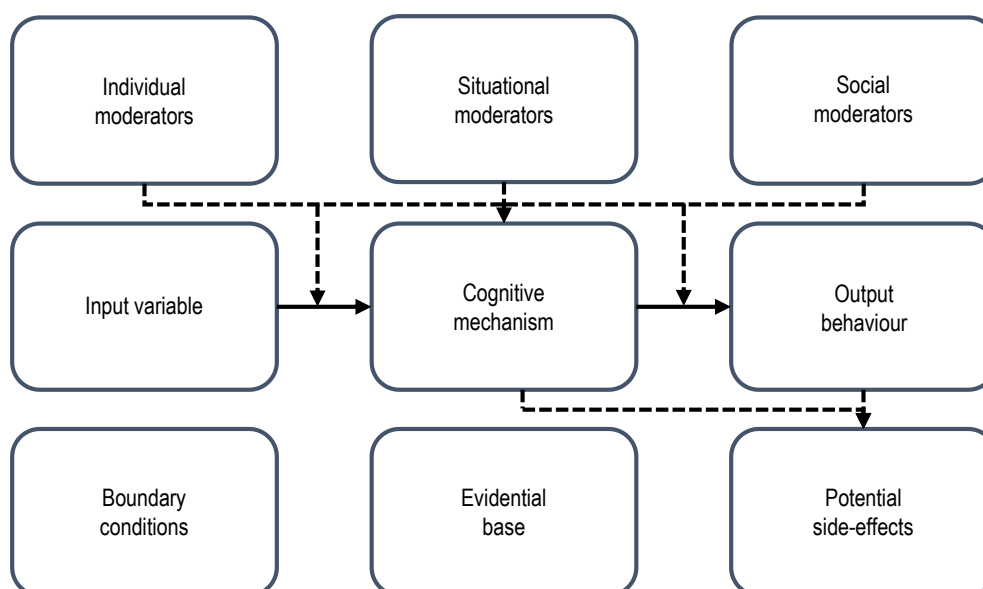 Individual
moderators
Situational
moderators
Social
moderators
Input variable
Cognitive
mechanism
Output
behaviour
Boundary
conditions
Evidential
base
Potential
side-effects